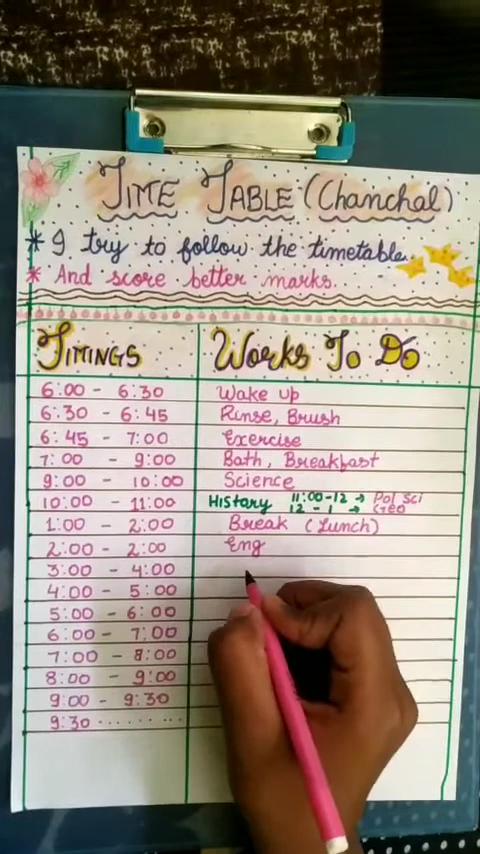 TIME TABLE (Chanchal)
* I try to follow the timetable.
* And score better marks.
TIMINGS Works To Do
6:00 - 6:30 Wake up
6:30 - 6:45 Rinse, Brush
6:45 - 7:00 Exercise
7:00 - 9:00 Bath, Breakfast
9:00 - 10:00 Science
10:00 - 11:00 History 11:00-12 → Pol Sci
12 - 1 → Geo
1:00 - 2:00 Break (Lunch)
2:00 - 2:00 Eng
3:00 - 4:00
4:00 - 5:00
5:00 - 6:00
6:00 - 7:00
7:00 - 8:00
8:00 - 9:00
9:00 - 9:30
9:30 .......